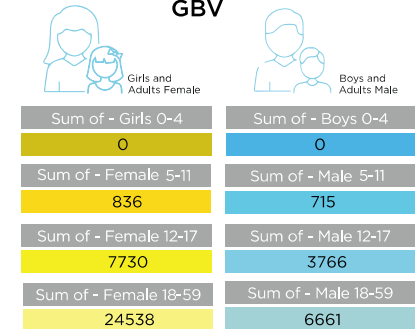 GBV
Girls and
Adults Female
Boys and
Adults Male
Sum of - Girls 0-4
Sum of - Boys 0-4
0
0
Sum of - Female 5-11
Sum of - Male 5-11
836
715
Sum of - Female 12-17
Sum of - Male 12-17
7730
3766
Sum of - Female 18-59
Sum of - Male 18-59
24538
6661